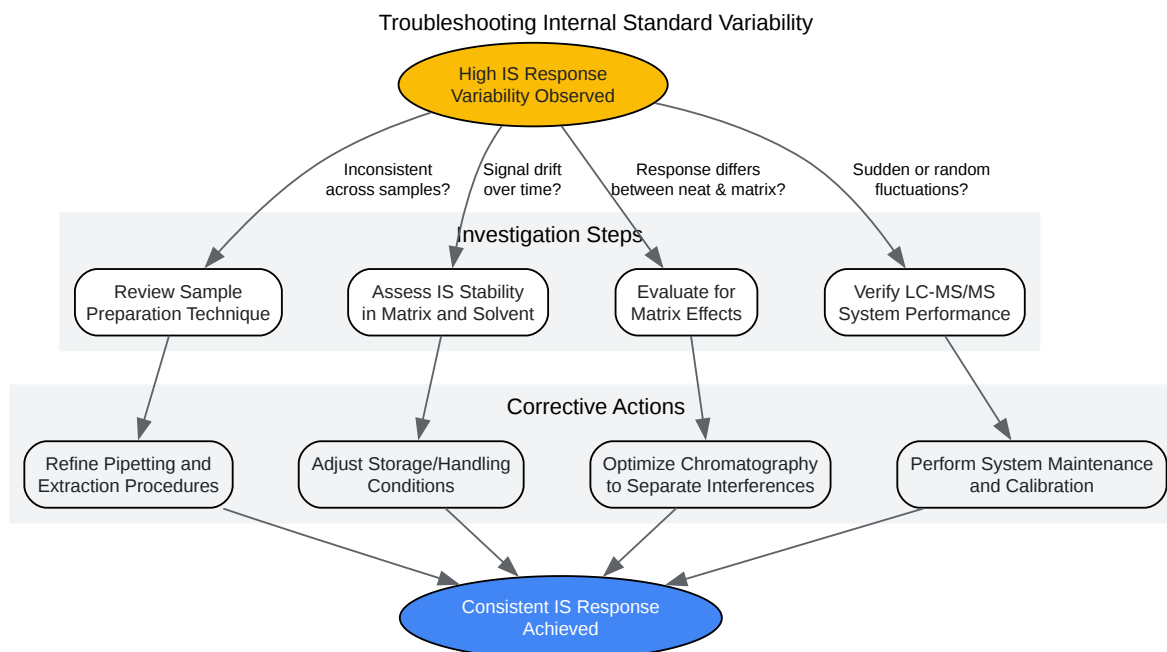 Troubleshooting Internal Standard Variability
High IS Response
Variability Observed
Inconsistent
across samples?
Signal drift
over time?
Response differs
between neat & matrix?
Sudden or random
fluctuations?
Investigation Steps
Review Sample
Preparation Technique
Assess IS Stability
in Matrix and Solvent
Evaluate for
Matrix Effects
Verify LC-MS/MS
System Performance
Corrective Actions
Refine Pipetting and
Extraction Procedures
Adjust Storage/Handling
Conditions
Optimize Chromatography
to Separate Interferences
Perform System Maintenance
and Calibration
Consistent IS Response
Achieved